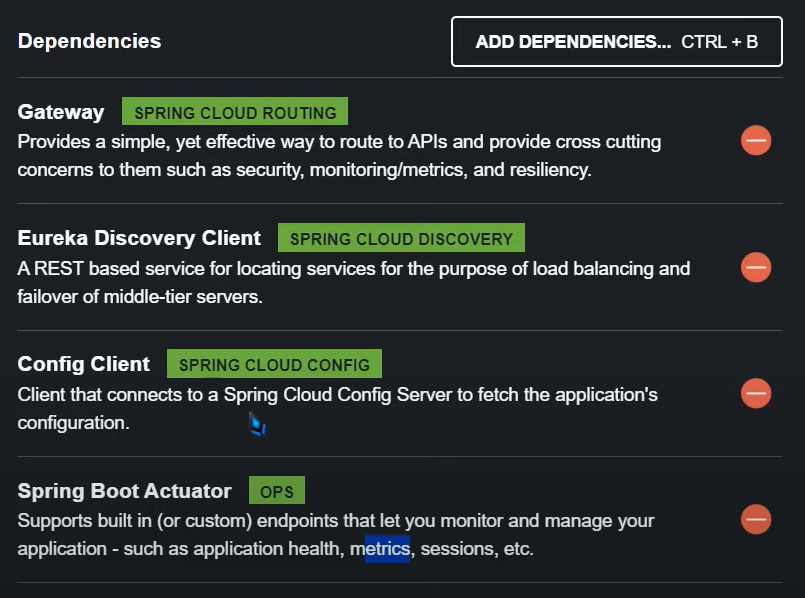 Dependencies
ADD DEPENDENCIES... CTRL + B
Gateway SPRING CLOUD ROUTING
Provides a simple, yet effective way to route to APIs and provide cross cutting
concerns to them such as security, monitoring/metrics, and resiliency.
Eureka Discovery Client SPRING CLOUD DISCOVERY
A REST based service for locating services for the purpose of load balancing and
failover of middle-tier servers.
Config Client SPRING CLOUD CONFIG
Client that connects to a Spring Cloud Config Server to fetch the application's
configuration.
Spring Boot Actuator OPS
Supports built in (or custom) endpoints that let you monitor and manage your
application - such as application health, metrics, sessions, etc.